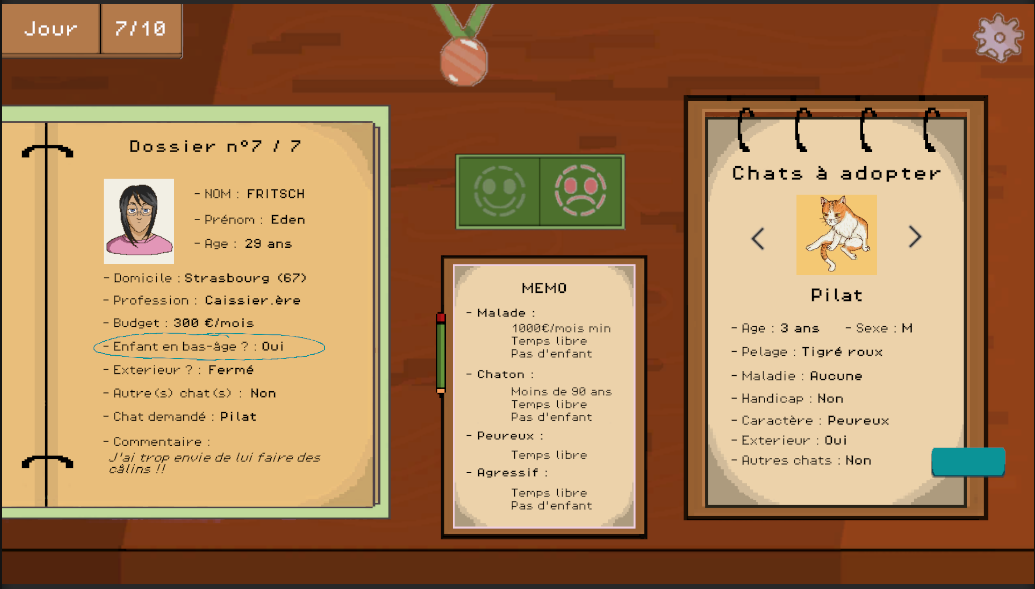 Jour 7/10
Dossier n°7 / 7
- NOM : FRITSCH
- Prénom : Eden
- Age : 29 ans
- Domicile : Strasbourg (67)
- Profession : Caissier.ère
- Budget : 300 €/mois
- Enfant en bas-âge ? : Oui
- Exterieur ? : Fermé
- Autre(s) chat(s) : Non
- Chat demandé : Pilat
- Commentaire :
J'ai trop envie de lui faire des
câlins !!
MEMO
- Malade :
1000€/mois min
Temps libre
Pas d'enfant
- Chaton :
Moins de 90 ans
Temps libre
Pas d'enfant
- Peureux :
Temps libre
- Agressif :
Temps libre
Pas d'enfant
Chats à adopter
Pilat
- Age : 3 ans - Sexe : M
- Pelage : Tigré roux
- Maladie : Aucune
- Handicap : Non
- Caractère : Peureux
- Exterieur : Oui
- Autres chats : Non